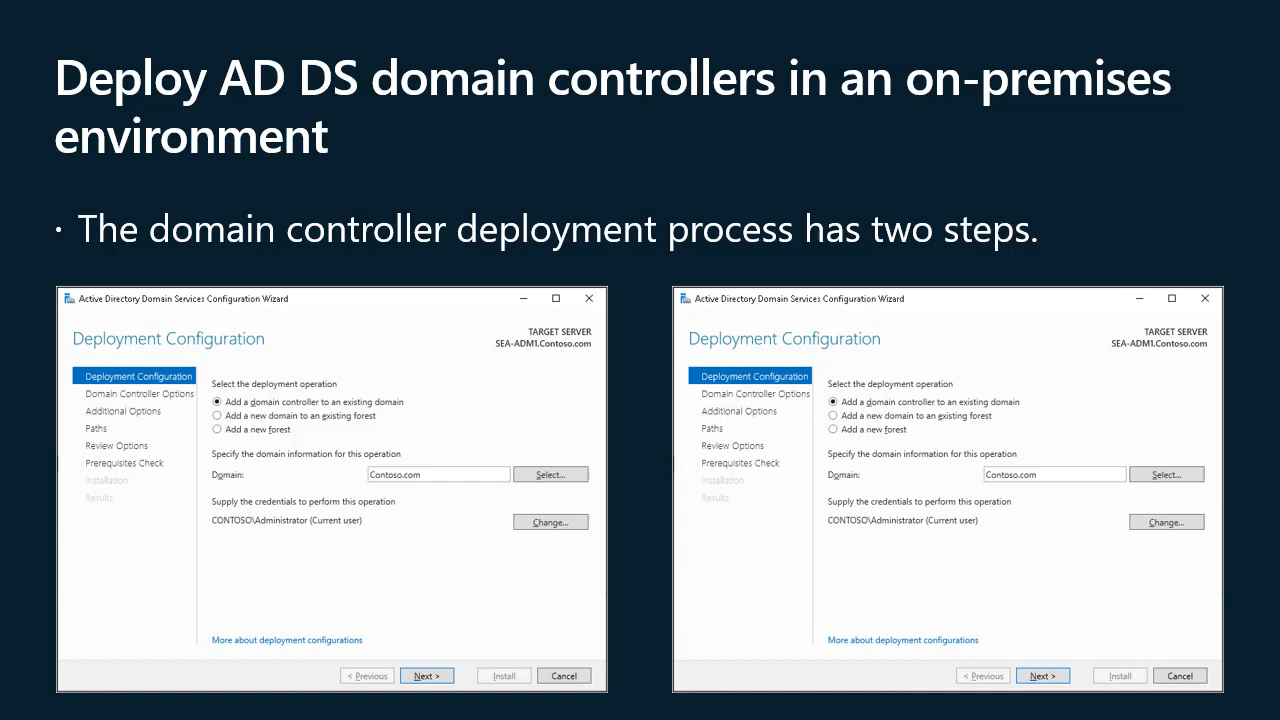 Deploy AD DS domain controllers in an on-premises
environment
· The domain controller deployment process has two steps.
Active Directory Domain Services Configuration Wizard
Deployment Configuration
TARGET SERVER
SEA-ADM1.Contoso.com
Deployment Configuration
Domain Controller Options
Additional Options
Paths
Review Options
Prerequisites Check
Installation
Results
Select the deployment operation
Add a domain controller to an existing domain
Add a new domain to an existing forest
Add a new forest
Specify the domain information for this operation
Domain: Contoso.com Select...
Supply the credentials to perform this operation
CONTOSO\Administrator (Current user) Change...
More about deployment configurations
< Previous Next > Install Cancel
Active Directory Domain Services Configuration Wizard
Deployment Configuration
TARGET SERVER
SEA-ADM1.Contoso.com
Deployment Configuration
Domain Controller Options
Additional Options
Paths
Review Options
Prerequisites Check
Installation
Results
Select the deployment operation
Add a domain controller to an existing domain
Add a new domain to an existing forest
Add a new forest
Specify the domain information for this operation
Domain: Contoso.com Select...
Supply the credentials to perform this operation
CONTOSO\Administrator (Current user) Change...
More about deployment configurations
< Previous Next > Install Cancel